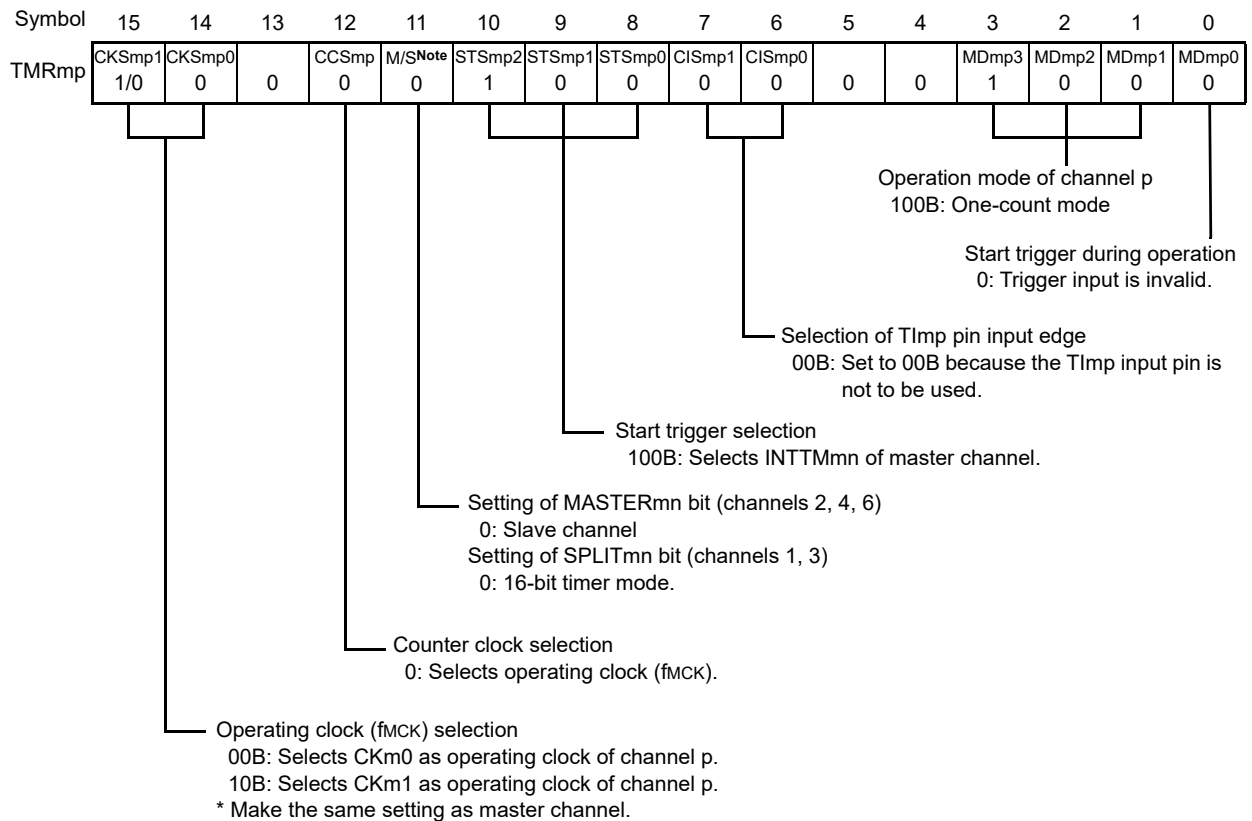 Symbol 15 14 13 12 11 10 9 8 7 6 5 4 3 2 1 0
TMRmp CKSmp1 CKSmp0 CCSmp M/SNote STSmp2 STSmp1 STSmp0 CISmp1 CISmp0 MDmp3 MDmp2 MDmp1 MDmp0
1/0 0 0 0 0 1 0 0 0 0 0 0 1 0 0 0
Operation mode of channel p
100B: One-count mode
Start trigger during operation
0: Trigger input is invalid.
Selection of TImp pin input edge
00B: Set to 00B because the TImp input pin is
not to be used.
Start trigger selection
100B: Selects INTTMmn of master channel.
Setting of MASTERmn bit (channels 2, 4, 6)
0: Slave channel
Setting of SPLITmn bit (channels 1, 3)
0: 16-bit timer mode.
Counter clock selection
0: Selects operating clock (fMCK).
Operating clock (fMCK) selection
00B: Selects CKm0 as operating clock of channel p.
10B: Selects CKm1 as operating clock of channel p.
* Make the same setting as master channel.